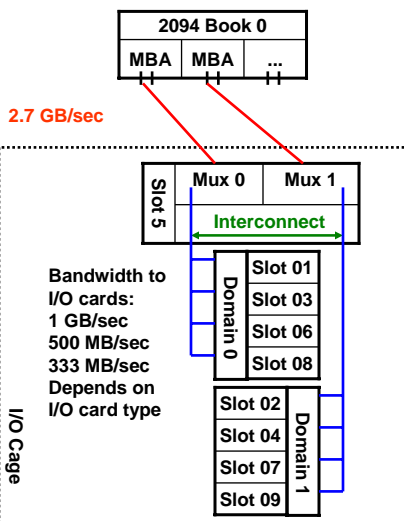 2094 Book 0
MBA MBA ...
2.7 GB/sec
Slot 5
Mux 0 Mux 1
Interconnect
Bandwidth to
I/O cards:
1 GB/sec
500 MB/sec
333 MB/sec
Depends on
I/O card type
Domain 0
Slot 01
Slot 03
Slot 06
Slot 08
Slot 02
Slot 04
Slot 07
Slot 09
Domain 1
I/O Cage